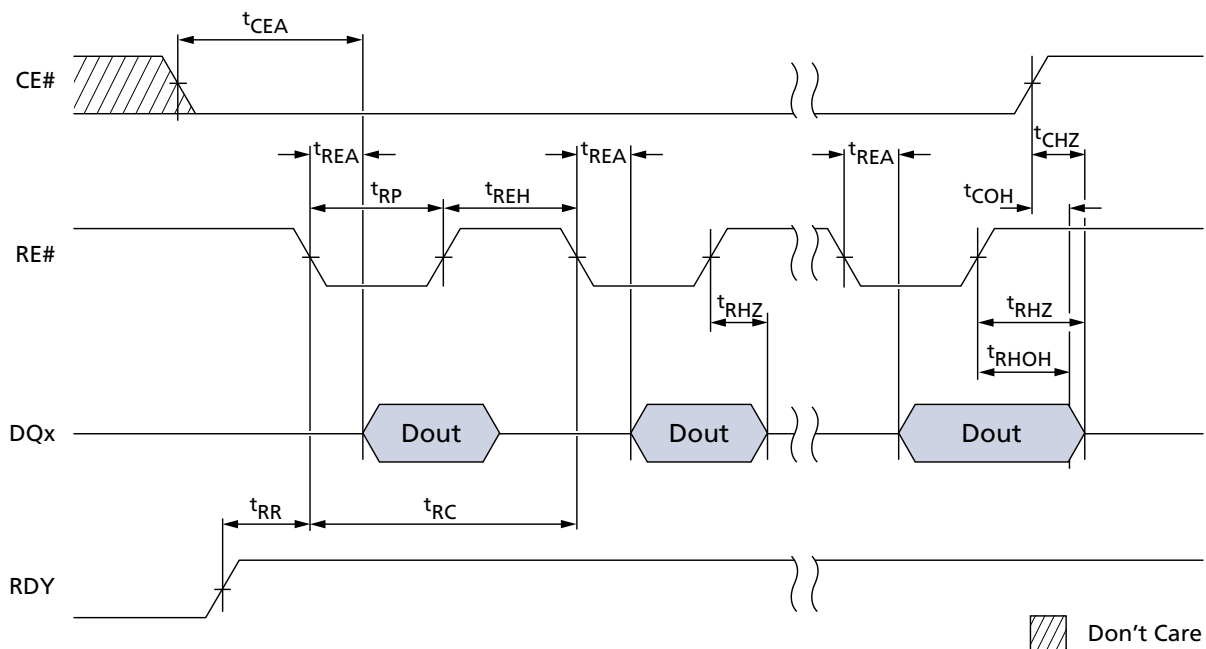 tCEA
CE#
tCHZ
tREA
tREA
tREA
tRP
tREH
tCOH
RE#
tRHZ
tRHZ
tRHOH
DQx
Dout
Dout
Dout
tRR
tRC
RDY
Don't Care